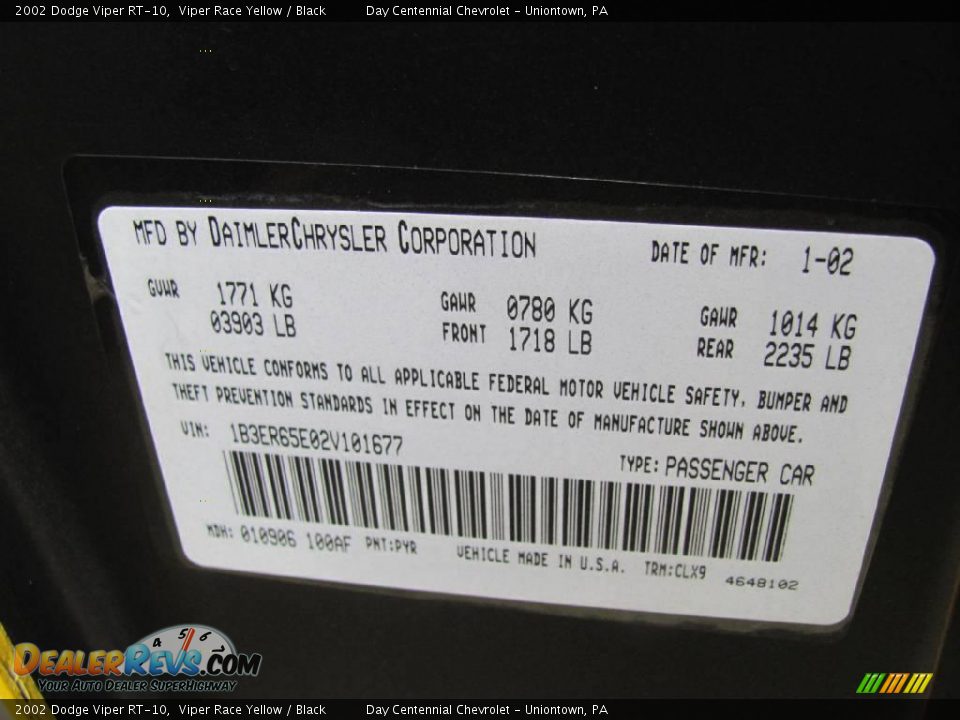 2002 Dodge Viper RT-10, Viper Race Yellow / Black Day Centennial Chevrolet - Uniontown, PA
MFD BY DAIMLERCHRYSLER CORPORATION DATE OF MFR: 1-02
GVWR 1771 KG GAWR 0780 KG GAWR 1014 KG
03903 LB FRONT 1718 LB REAR 2235 LB
THIS VEHICLE CONFORMS TO ALL APPLICABLE FEDERAL MOTOR VEHICLE SAFETY, BUMPER AND
THEFT PREVENTION STANDARDS IN EFFECT ON THE DATE OF MANUFACTURE SHOWN ABOVE.
VIN: 1B3ER65E02V101677 TYPE: PASSENGER CAR
MDH: 010906 100AF PNT:PYR VEHICLE MADE IN U.S.A. TRM:CLX9 4648102
4 5 6
DEALERREVS.COM
YOUR AUTO DEALER SUPERHIGHWAY
2002 Dodge Viper RT-10, Viper Race Yellow / Black Day Centennial Chevrolet - Uniontown, PA